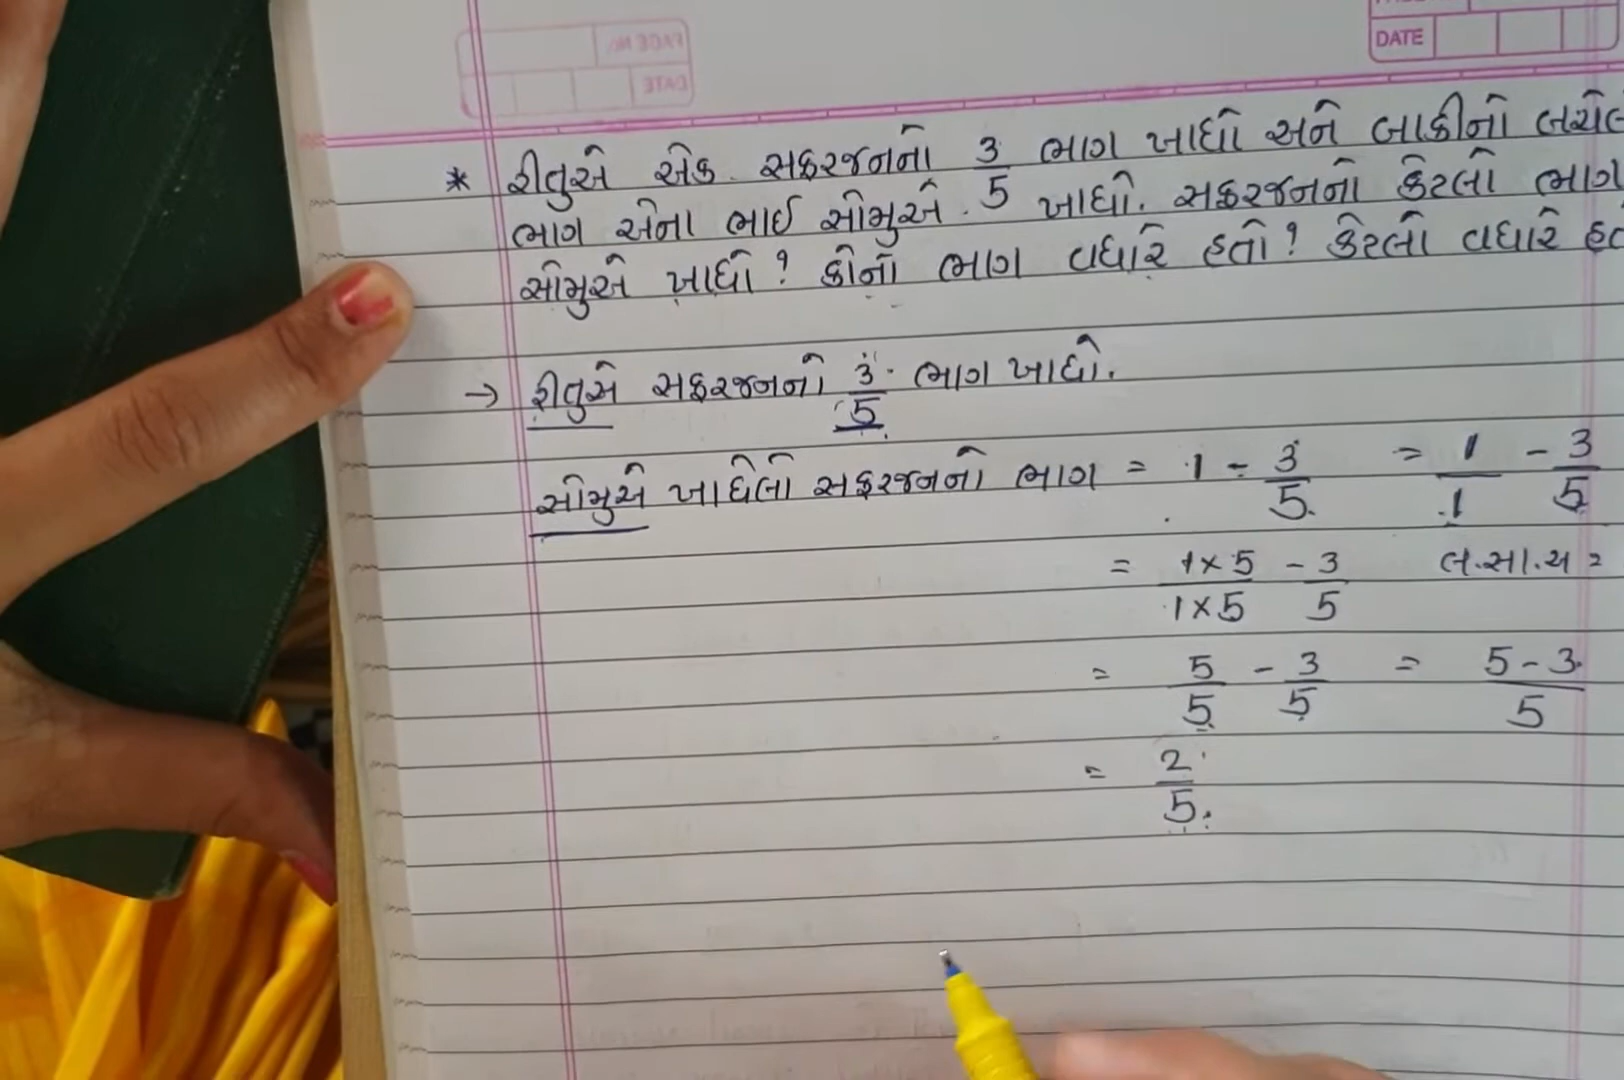 DATE
* રીતુએ એક સફરજનનો 3/5 ભાગ ખાધો અને બાકીનો
ભાગ એના ભાઈ સોમુએ ખાધો. સફરજનનો કેટલો ભાગ
સોમુએ ખાધો? કોનો ભાગ વધારે હતો? કેટલો વધારે
→ રીતુએ સફરજનનો 3/5 ભાગ ખાધો.
સોમુએ ખાધેલો સફરજનનો ભાગ = 1 - 3/5 = 1/1 - 3/5
= 1×5/1×5 - 3/5 લ.સા.અ =
= 5/5 - 3/5 = 5-3/5
= 2/5.